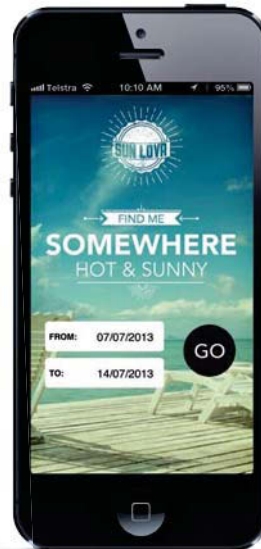 Telstra 10:10 AM 95%
SUN LOVR
FIND ME
SOMEWHERE
HOT & SUNNY
FROM: 07/07/2013
GO
TO: 14/07/2013